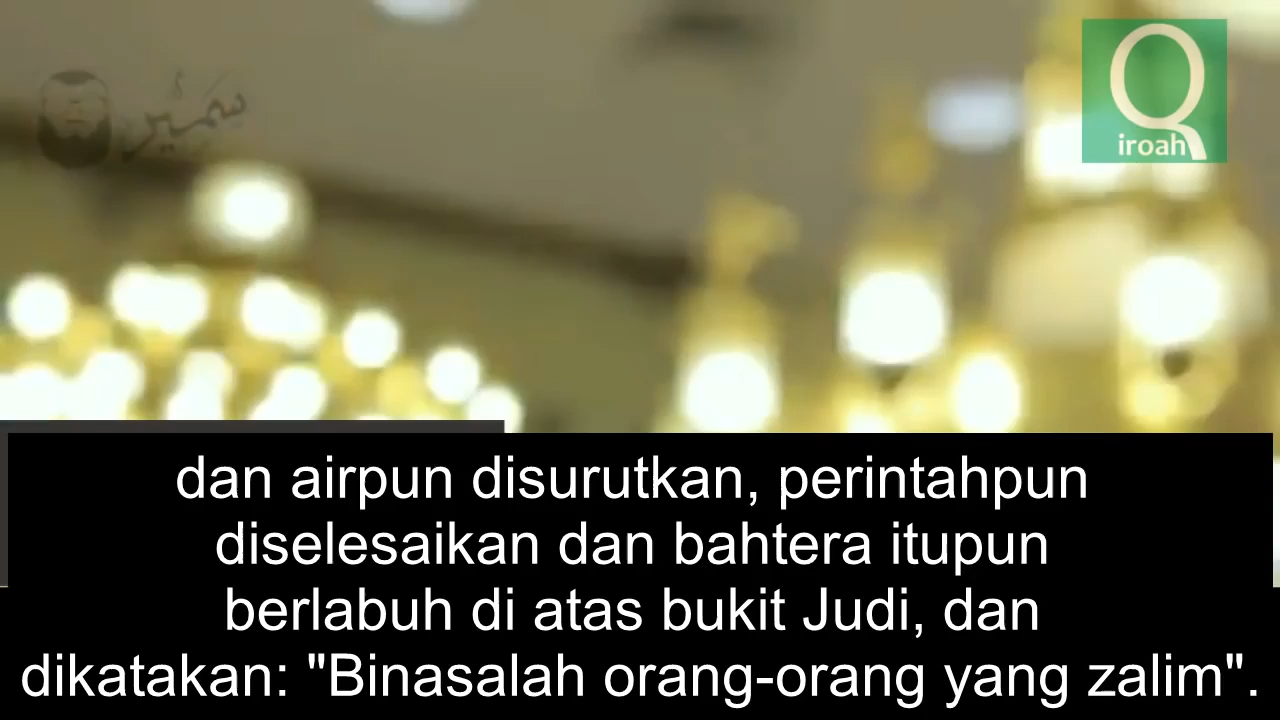 سمير
Q
iroah
dan airpun disurutkan, perintahpun
diselesaikan dan bahtera itupun
berlabuh di atas bukit Judi, dan
dikatakan: "Binasalah orang-orang yang zalim".